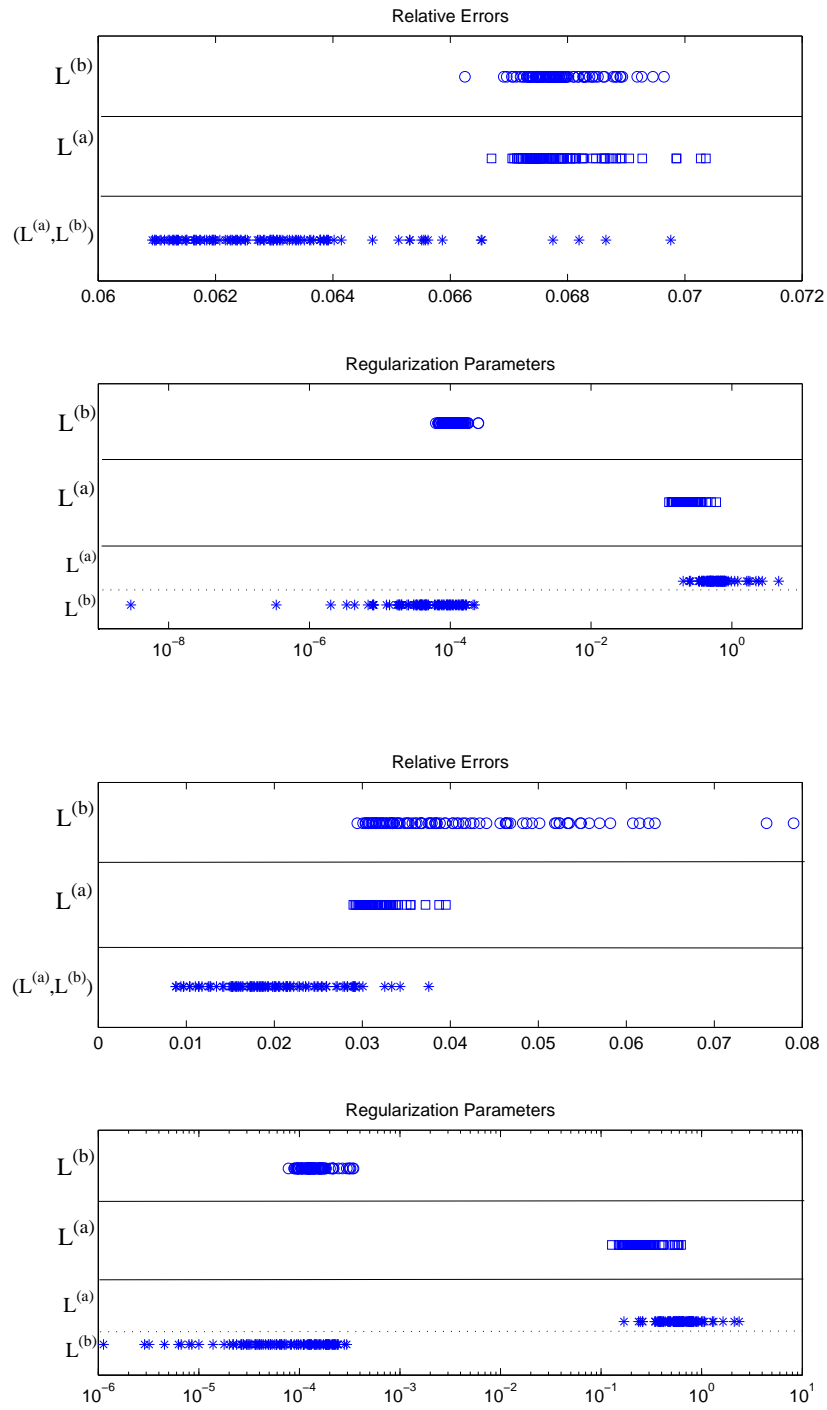 Relative Errors
L^(b)
L^(a)
(L^(a),L^(b))
0.06 0.062 0.064 0.066 0.068 0.07 0.072
Regularization Parameters
L^(b)
L^(a)
L^(a)
L^(b)
10^−8 10^−6 10^−4 10^−2 10^0
Relative Errors
L^(b)
L^(a)
(L^(a),L^(b))
0 0.01 0.02 0.03 0.04 0.05 0.06 0.07 0.08
Regularization Parameters
L^(b)
L^(a)
L^(a)
L^(b)
10^−6 10^−5 10^−4 10^−3 10^−2 10^−1 10^0 10^1